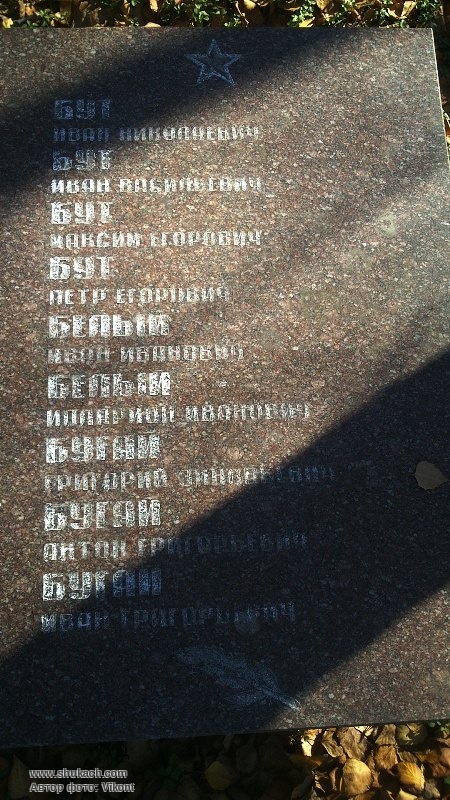 БУТ
ИВАН НИКОЛАЕВИЧ
БУТ
ИВАН ВАСИЛЬЕВИЧ
БУТ
МАКСИМ ЕГОРОВИЧ
БУТ
ПЕТР ЕГОРОВИЧ
БЕЛЫЙ
ИВАН ИВАНОВИЧ
БЕЛЫЙ
ИЛЛАРИОН ИВАНОВИЧ
БУГАЙ
ГРИГОРИЙ
БУГАЙ
АНТОН ГРИГОРЬЕВИЧ
БУГАЙ
ИВАН ГРИГОРЬЕВИЧ
www.shukach.com
Автор фото: Vikont